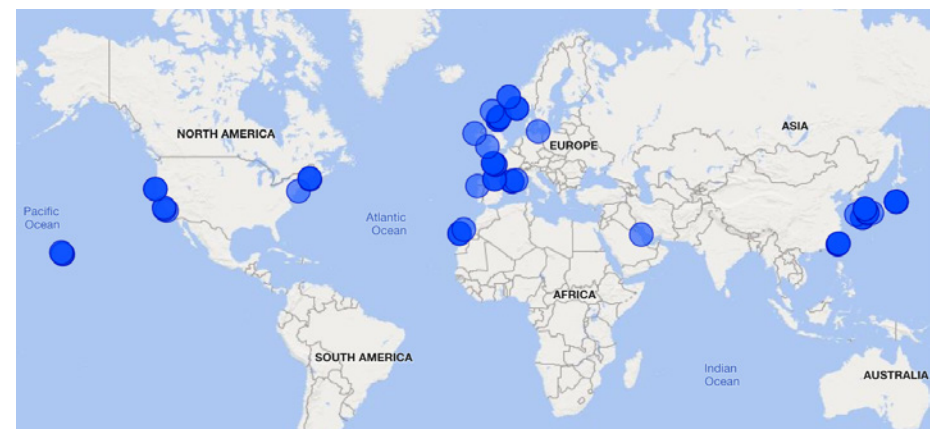 NORTH AMERICA
ASIA
EUROPE
Pacific
Ocean
Atlantic
Ocean
AFRICA
SOUTH AMERICA
Indian
Ocean
AUSTRALIA